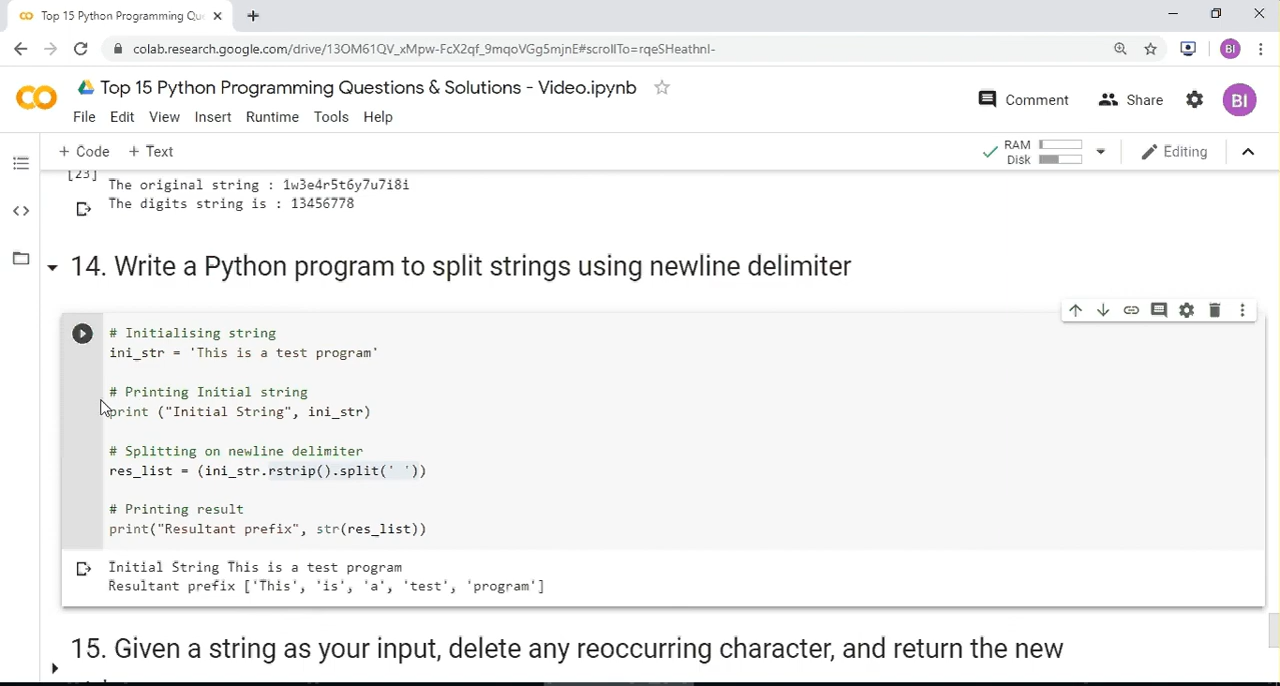 Top 15 Python Programming Que
colab.research.google.com/drive/13OM61QV_xMpw-FcX2qf_9mqoVGg5mjnE#scrollTo=rqeSHeathnI-
BI
Top 15 Python Programming Questions & Solutions - Video.ipynb
Comment
Share
BI
File Edit View Insert Runtime Tools Help
+ Code + Text
RAM
Disk
Editing
[23]
The original string : 1w3e4r5t6y7u7i8i
The digits string is : 13456778
14. Write a Python program to split strings using newline delimiter
# Initialising string
ini_str = 'This is a test program'
# Printing Initial string
print ("Initial String", ini_str)
# Splitting on newline delimiter
res_list = (ini_str.rstrip().split(' '))
# Printing result
print("Resultant prefix", str(res_list))
Initial String This is a test program
Resultant prefix ['This', 'is', 'a', 'test', 'program']
15. Given a string as your input, delete any reoccurring character, and return the new